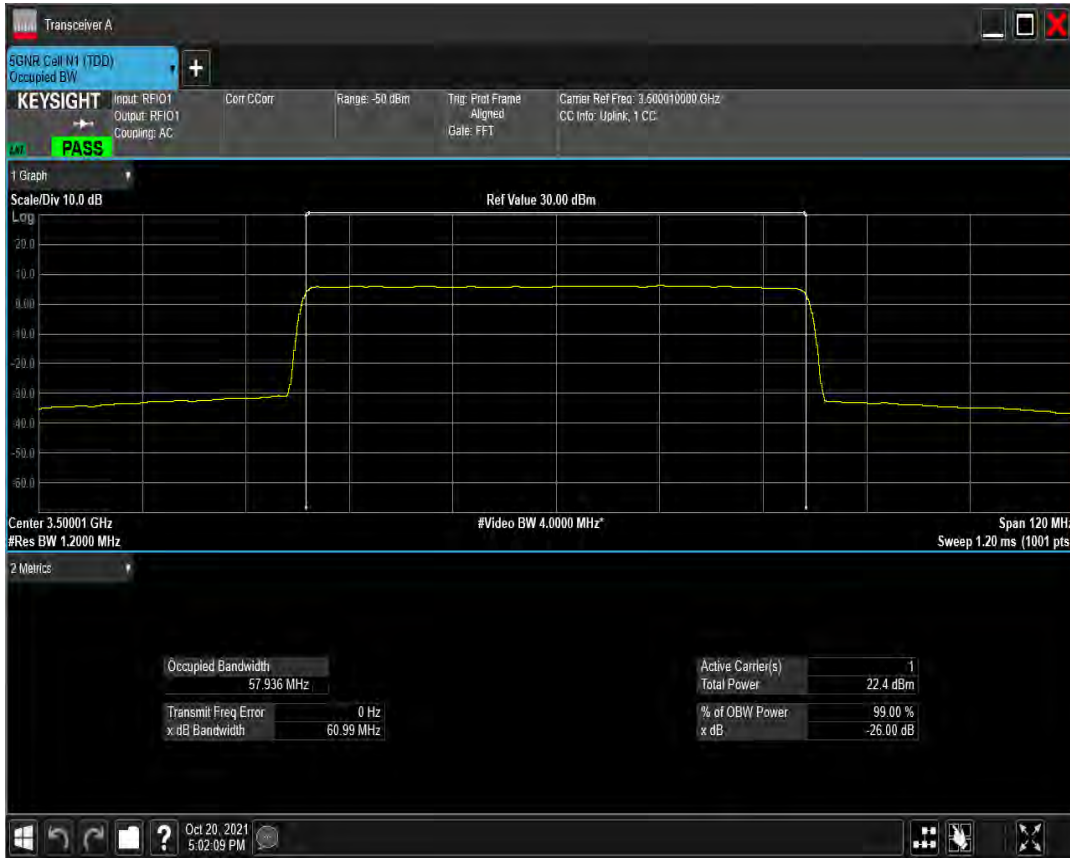 Transceiver A
5GNR Cell N1 (TDD)
Occupied BW
+
KEYSIGHT
Input: RFIO1
Output: RFIO1
Coupling: AC
Corr CCorr
Range: -50 dBm
Trig: Prot Frame
Aligned
Gate: FFT
Carrier Ref Freq: 3.500010000 GHz
CC Info: Uplink, 1 CC
PASS
1 Graph
Scale/Div 10.0 dB
Ref Value 30.00 dBm
Log
20.0
10.0
0.00
-10.0
-20.0
-30.0
-40.0
-50.0
-60.0
Center 3.50001 GHz
#Video BW 4.0000 MHz*
Span 120 MHz
#Res BW 1.2000 MHz
Sweep 1.20 ms (1001 pts
2 Metrics
Occupied Bandwidth
57.936 MHz
Transmit Freq Error 0 Hz
x dB Bandwidth 60.99 MHz
Active Carrier(s) 1
Total Power 22.4 dBm
% of OBW Power 99.00 %
x dB -26.00 dB
?
Oct 20, 2021
5:02:09 PM